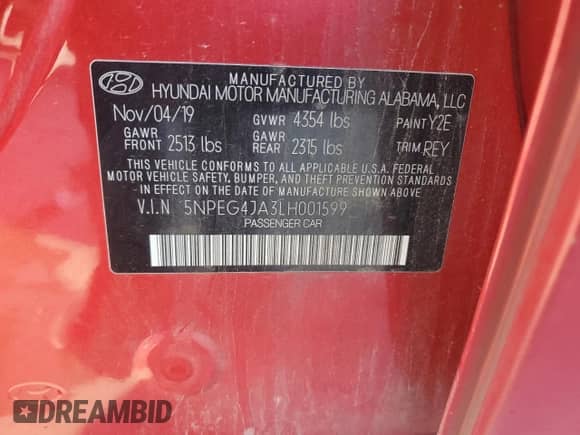 MANUFACTURED BY
HYUNDAI MOTOR MANUFACTURING ALABAMA, LLC
Nov/04/19 GVWR 4354 lbs PAINT Y2E
GAWR FRONT 2513 lbs GAWR REAR 2315 lbs TRIM REY
THIS VEHICLE CONFORMS TO ALL APPLICABLE U.S.A. FEDERAL
MOTOR VEHICLE SAFETY, BUMPER, AND THEFT PREVENTION
STANDARDS IN EFFECT ON THE DATE OF MANUFACTURE SHOWN ABOVE
V.I.N 5NPEG4JA3LH001599
PASSENGER CAR
DREAMBID